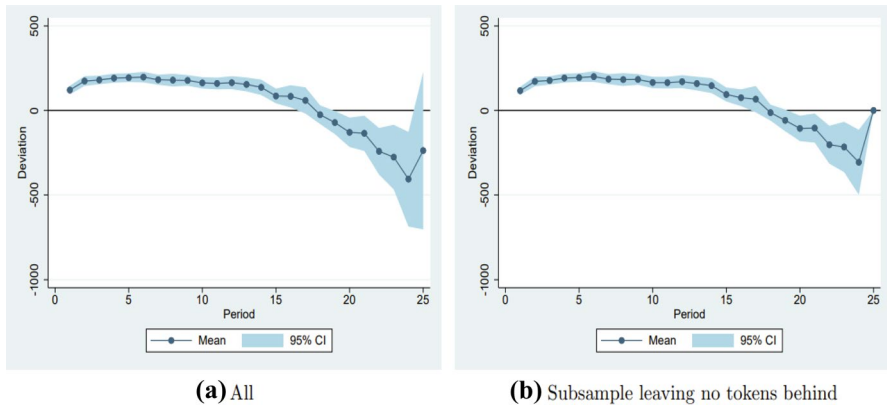 500
0
-500
-1000
Deviation
0 5 10 15 20 25
Period
Mean 95% CI
(a) All
500
0
-500
-1000
Deviation
0 5 10 15 20 25
Period
Mean 95% CI
(b) Subsample leaving no tokens behind